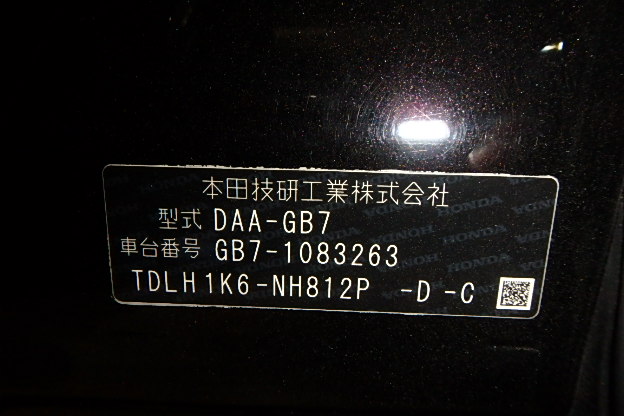 本田技研工業株式会社
型式 DAA-GB7
車台番号 GB7-1083263
TDLH1K6-NH812P -D -C